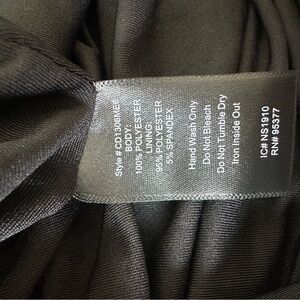 Style # CD1306ME6
BODY:
100% POLYESTER
LINING:
95% POLYESTER
5% SPANDEX
Hand Wash Only
Do Not Bleach
Do Not Tumble Dry
Iron Inside Out
IC# NS1910
RN# 95377